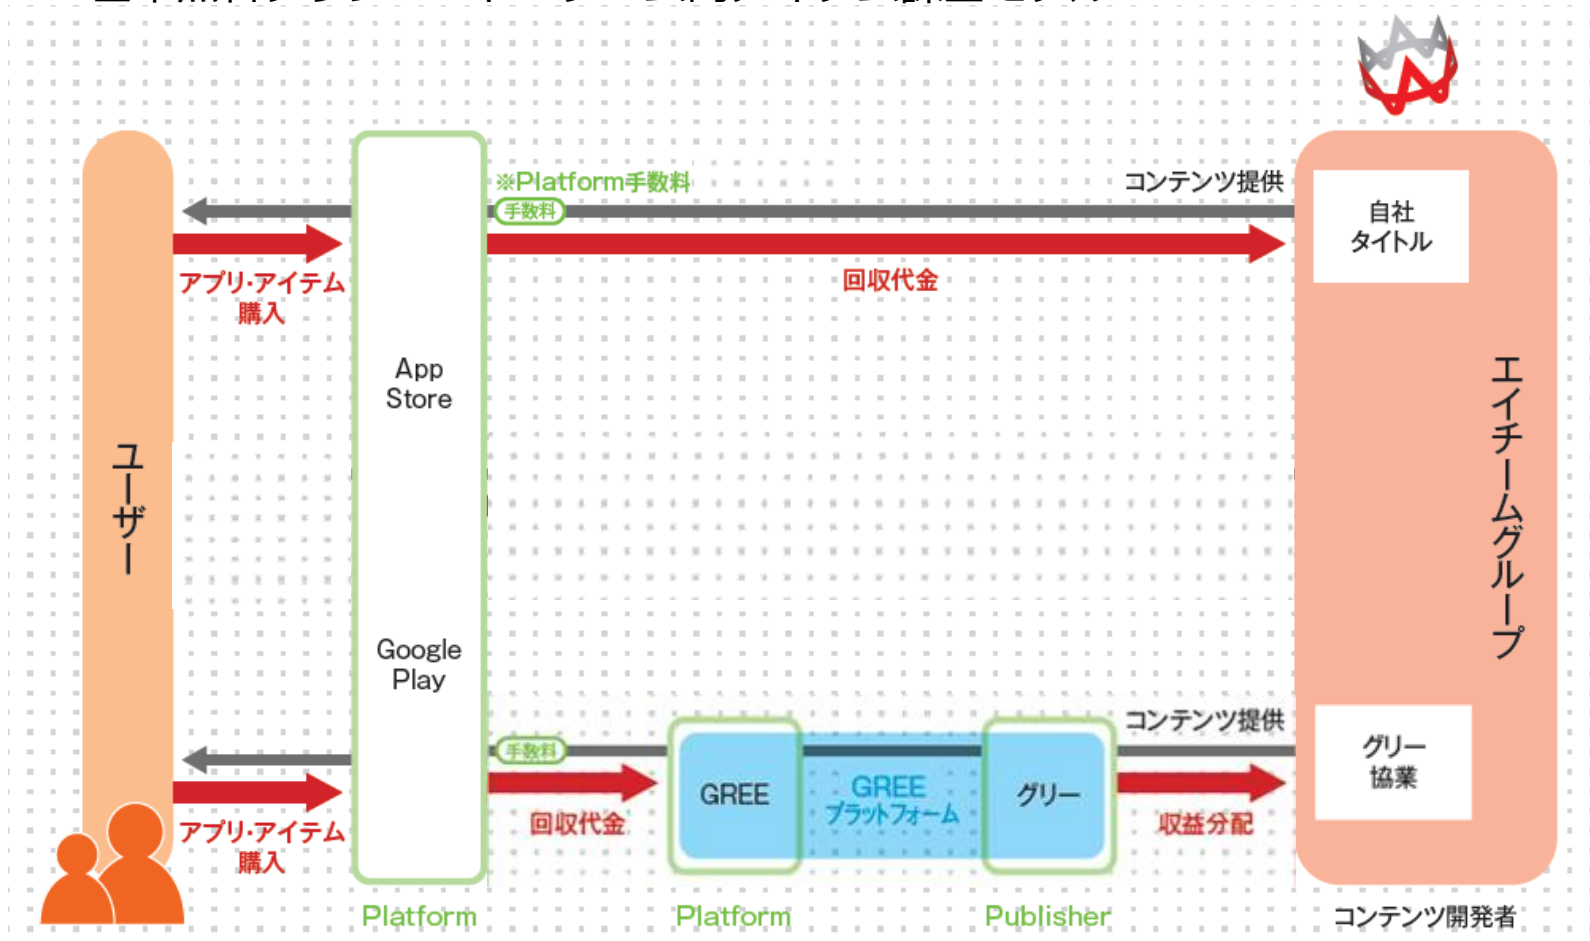 ※Platform手数料
手数料
コンテンツ提供
自社
タイトル
アプリ・アイテム
購入
回収代金
App
Store
ユーザー
エイチームグループ
Google
Play
手数料
コンテンツ提供
グリー
協業
GREE
GREE
プラットフォーム
グリー
アプリ・アイテム
購入
回収代金
収益分配
Platform
Platform
Publisher
コンテンツ開発者